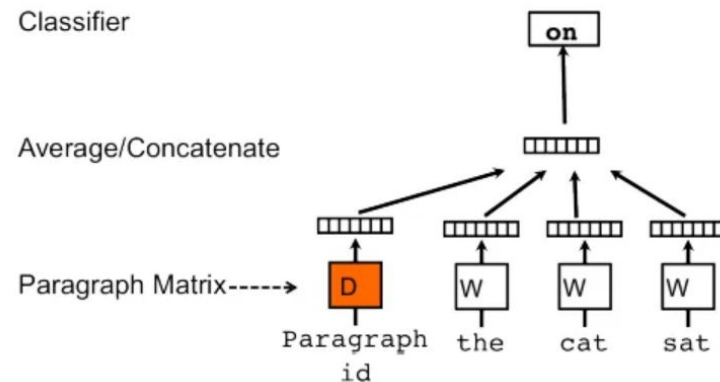 Classifier
on
Average/Concatenate
Paragraph Matrix
D
W
W
W
Paragraph
id
the
cat
sat